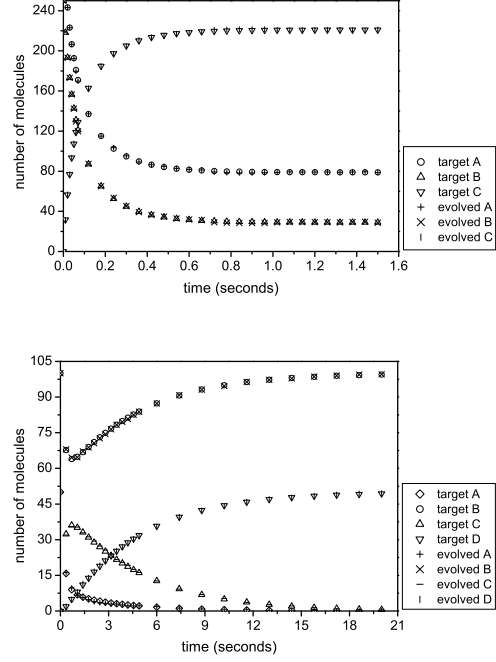 240
200
160
120
80
40
0
number of molecules
0.0 0.2 0.4 0.6 0.8 1.0 1.2 1.4 1.6
time (seconds)
target A
target B
target C
evolved A
evolved B
evolved C
105
90
75
60
45
30
15
0
number of molecules
0 3 6 9 12 15 18 21
time (seconds)
target A
target B
target C
target D
evolved A
evolved B
evolved C
evolved D